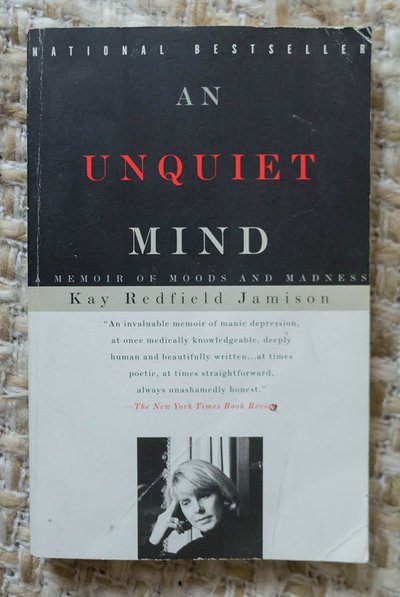 NATIONAL BESTSELLER
AN
UNQUIET
MIND
A MEMOIR OF MOODS AND MADNESS
Kay Redfield Jamison
“An invaluable memoir of manic depression,
at once medically knowledgeable, deeply
human and beautifully written...at times
poetic, at times straightforward,
always unashamedly honest.”
—The New York Times Book Review